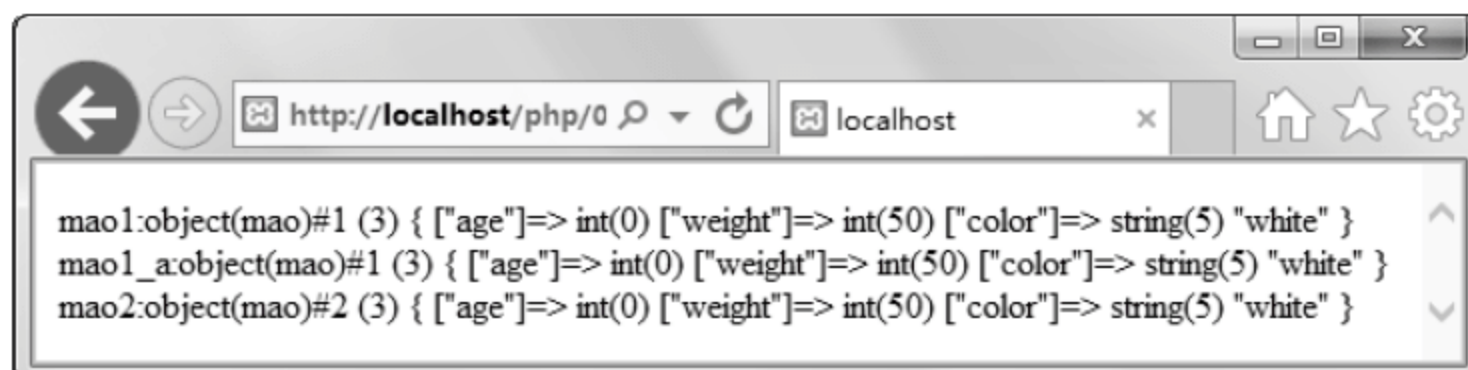 http://localhost/php/0
localhost
mao1:object(mao)#1 (3) { ["age"]=> int(0) ["weight"]=> int(50) ["color"]=> string(5) "white" }
mao1_a:object(mao)#1 (3) { ["age"]=> int(0) ["weight"]=> int(50) ["color"]=> string(5) "white" }
mao2:object(mao)#2 (3) { ["age"]=> int(0) ["weight"]=> int(50) ["color"]=> string(5) "white" }